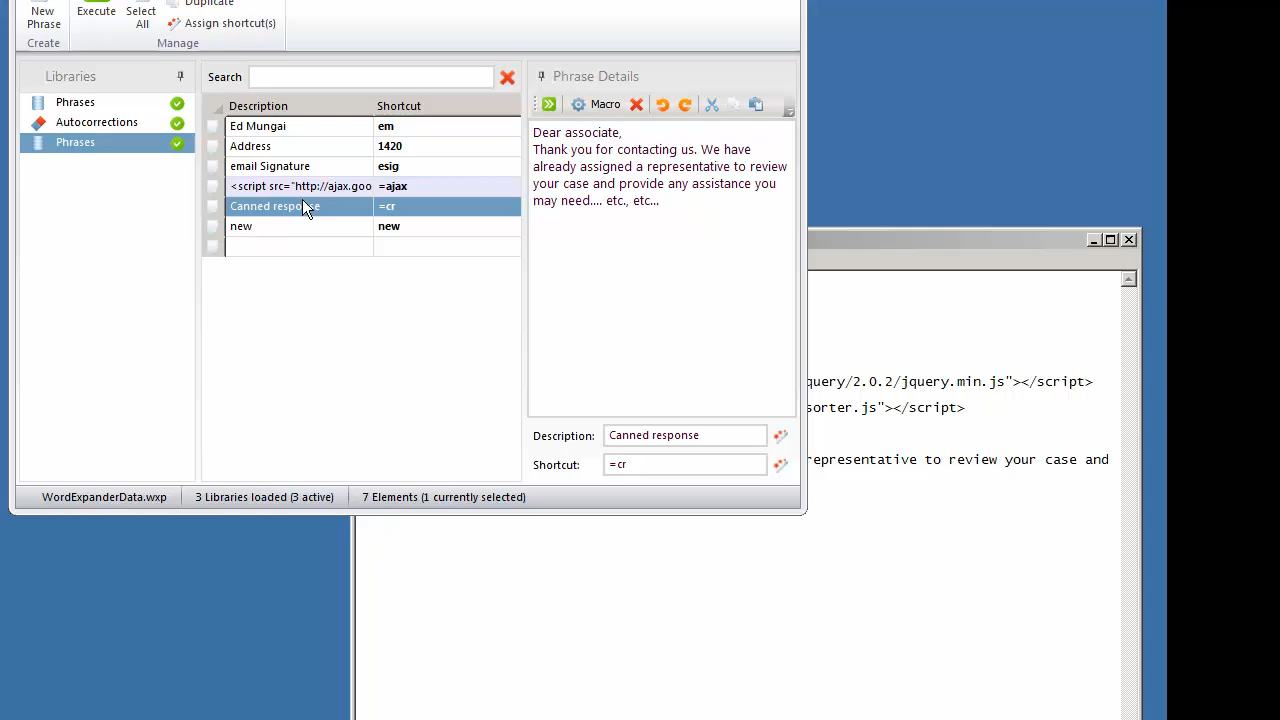 Duplicate
New
Phrase
Execute
Select
All
Assign shortcut(s)
Create
Manage
Libraries
Phrases
Autocorrections
Phrases
Search
Description Shortcut
Ed Mungai em
Address 1420
email Signature esig
<script src="http://ajax.goo =ajax
Canned response =cr
new new
Phrase Details
Macro
Dear associate,
Thank you for contacting us. We have
already assigned a representative to review
your case and provide any assistance you
may need.... etc., etc...
Description: Canned response
Shortcut: =cr
WordExpanderData.wxp 3 Libraries loaded (3 active) 7 Elements (1 currently selected)
query/2.0.2/jquery.min.js"></script>
sorter.js"></script>
representative to review your case and